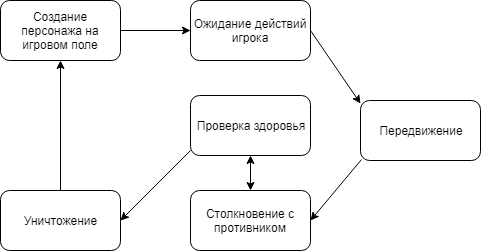 Создание
персонажа на
игровом поле
Ожидание действий
игрока
Проверка здоровья
Передвижение
Уничтожение
Столкновение с
противником